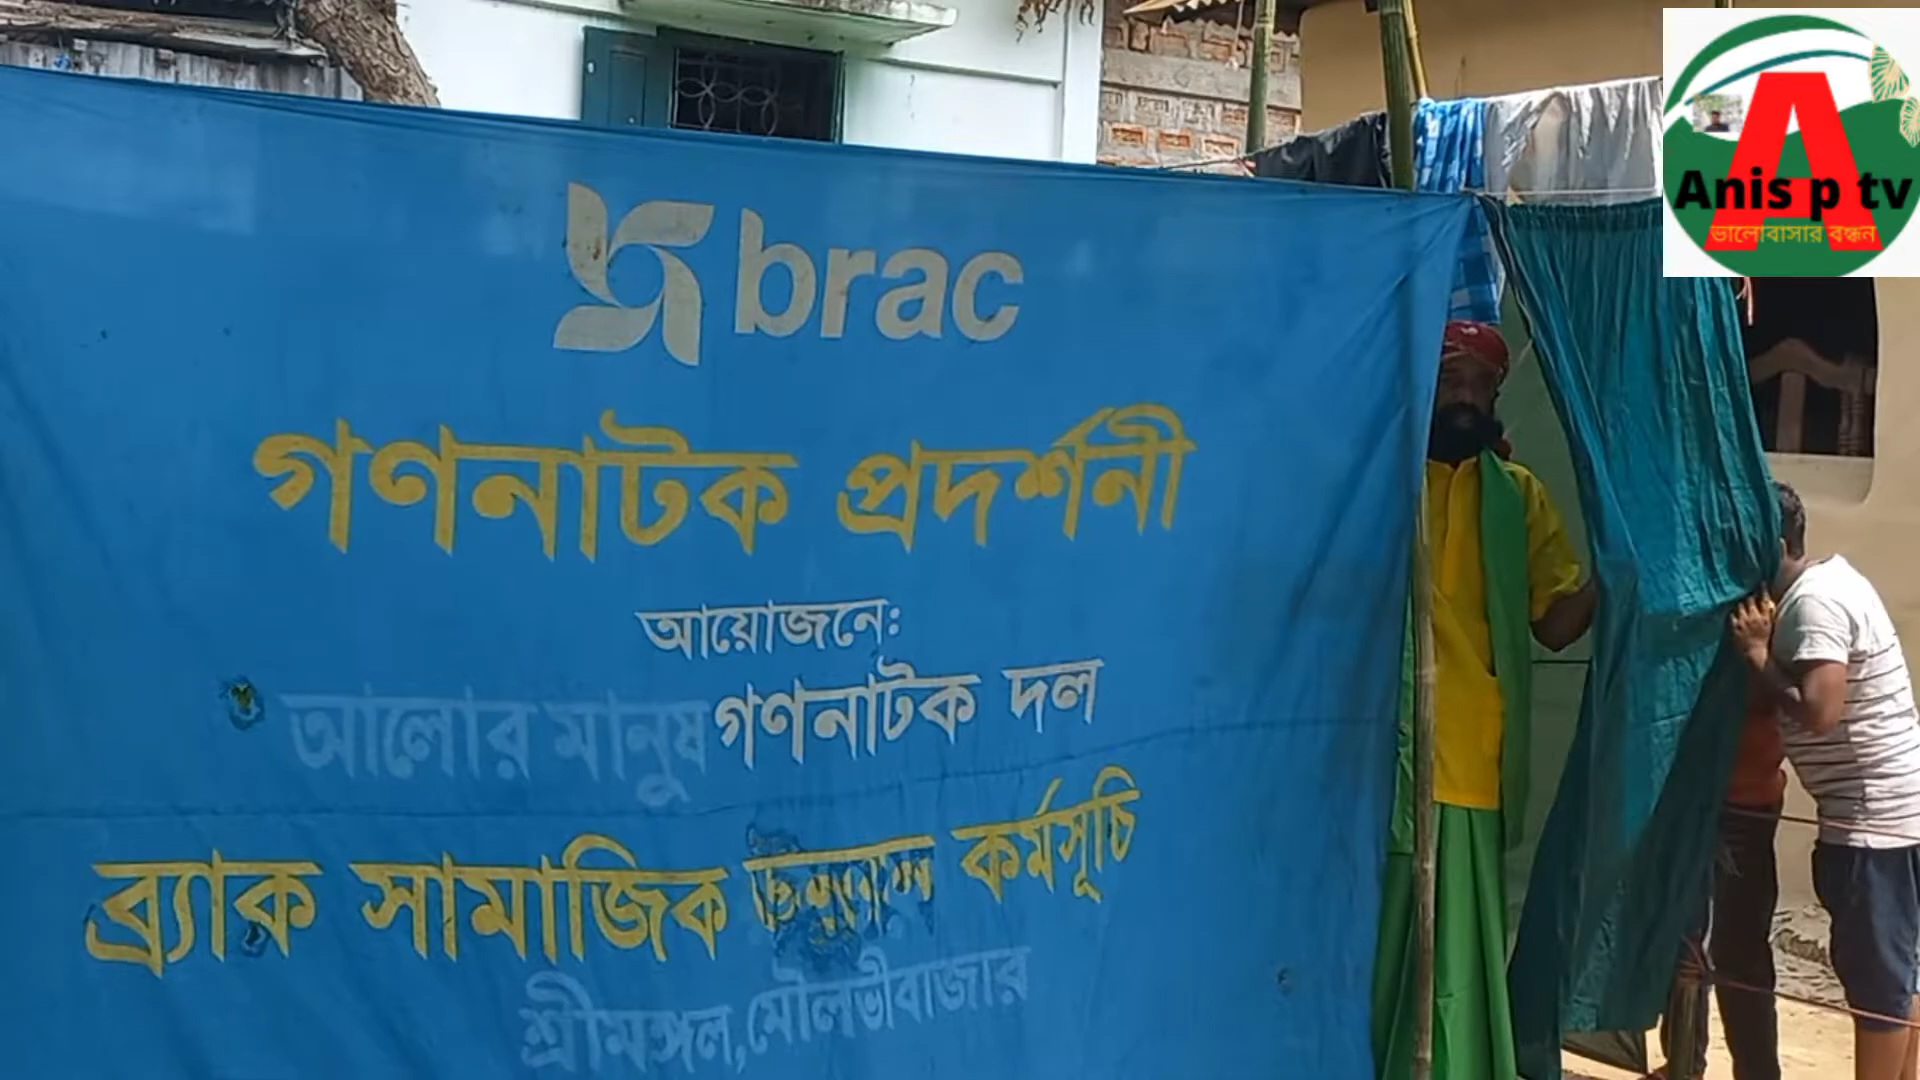 brac
গণনাটক প্রদর্শনী
আয়োজনে:
আলোর মানুষ গণনাটক দল
ব্র্যাক সামাজিক কর্মসূচি
শ্রীমঙ্গল,মৌলভীবাজার
A
Anis p tv
ভালোবাসার বন্ধন